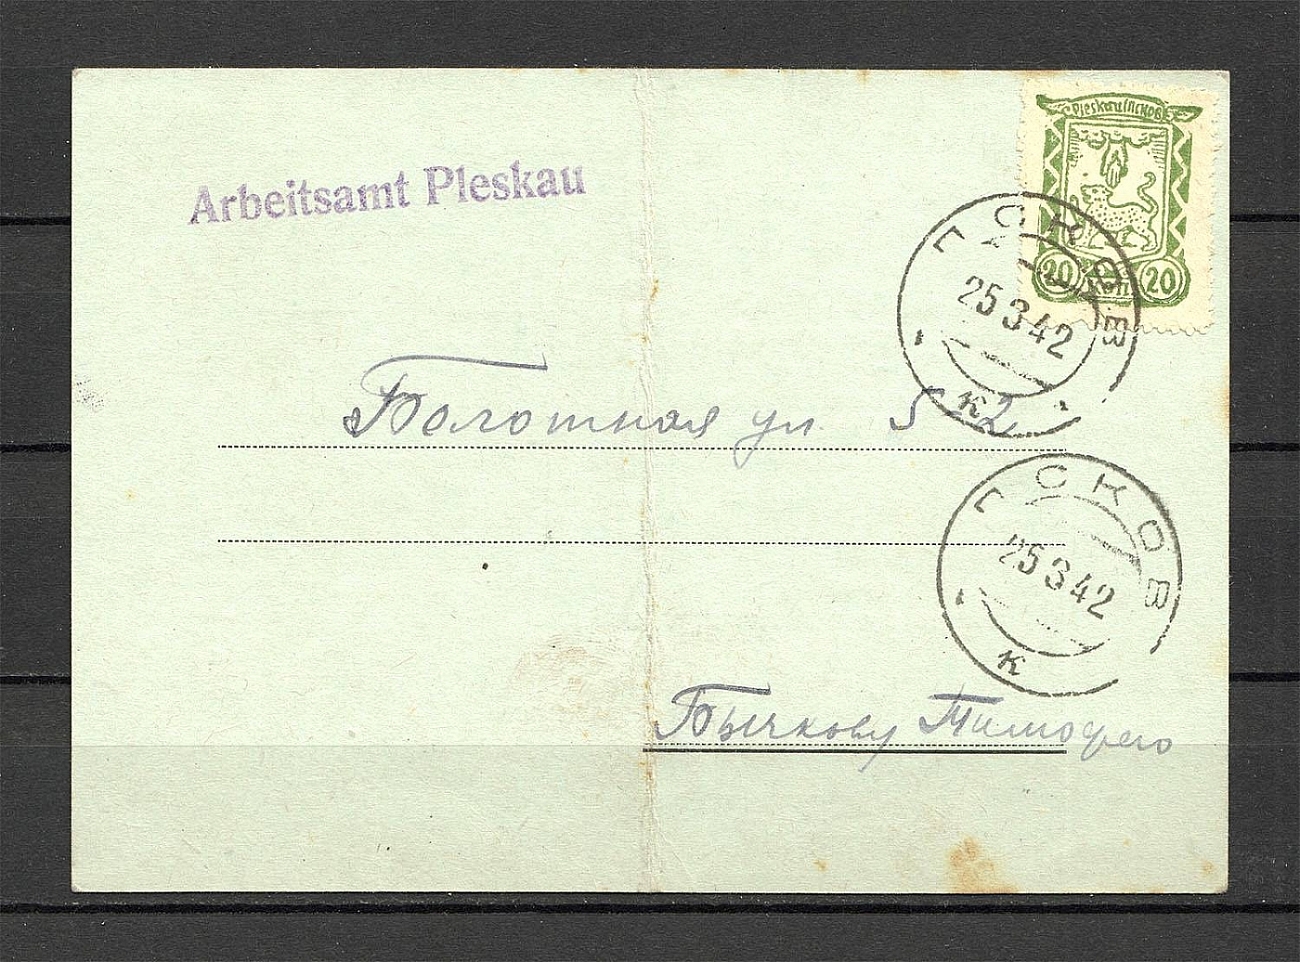 Arbeitsamt Pleskau
Pleskau Псков
20 20
ПСКОВ
25 3 42
к
Болотная ул. 5-2
ПСКОВ
25 3 42
к
Бычкову Тимофею